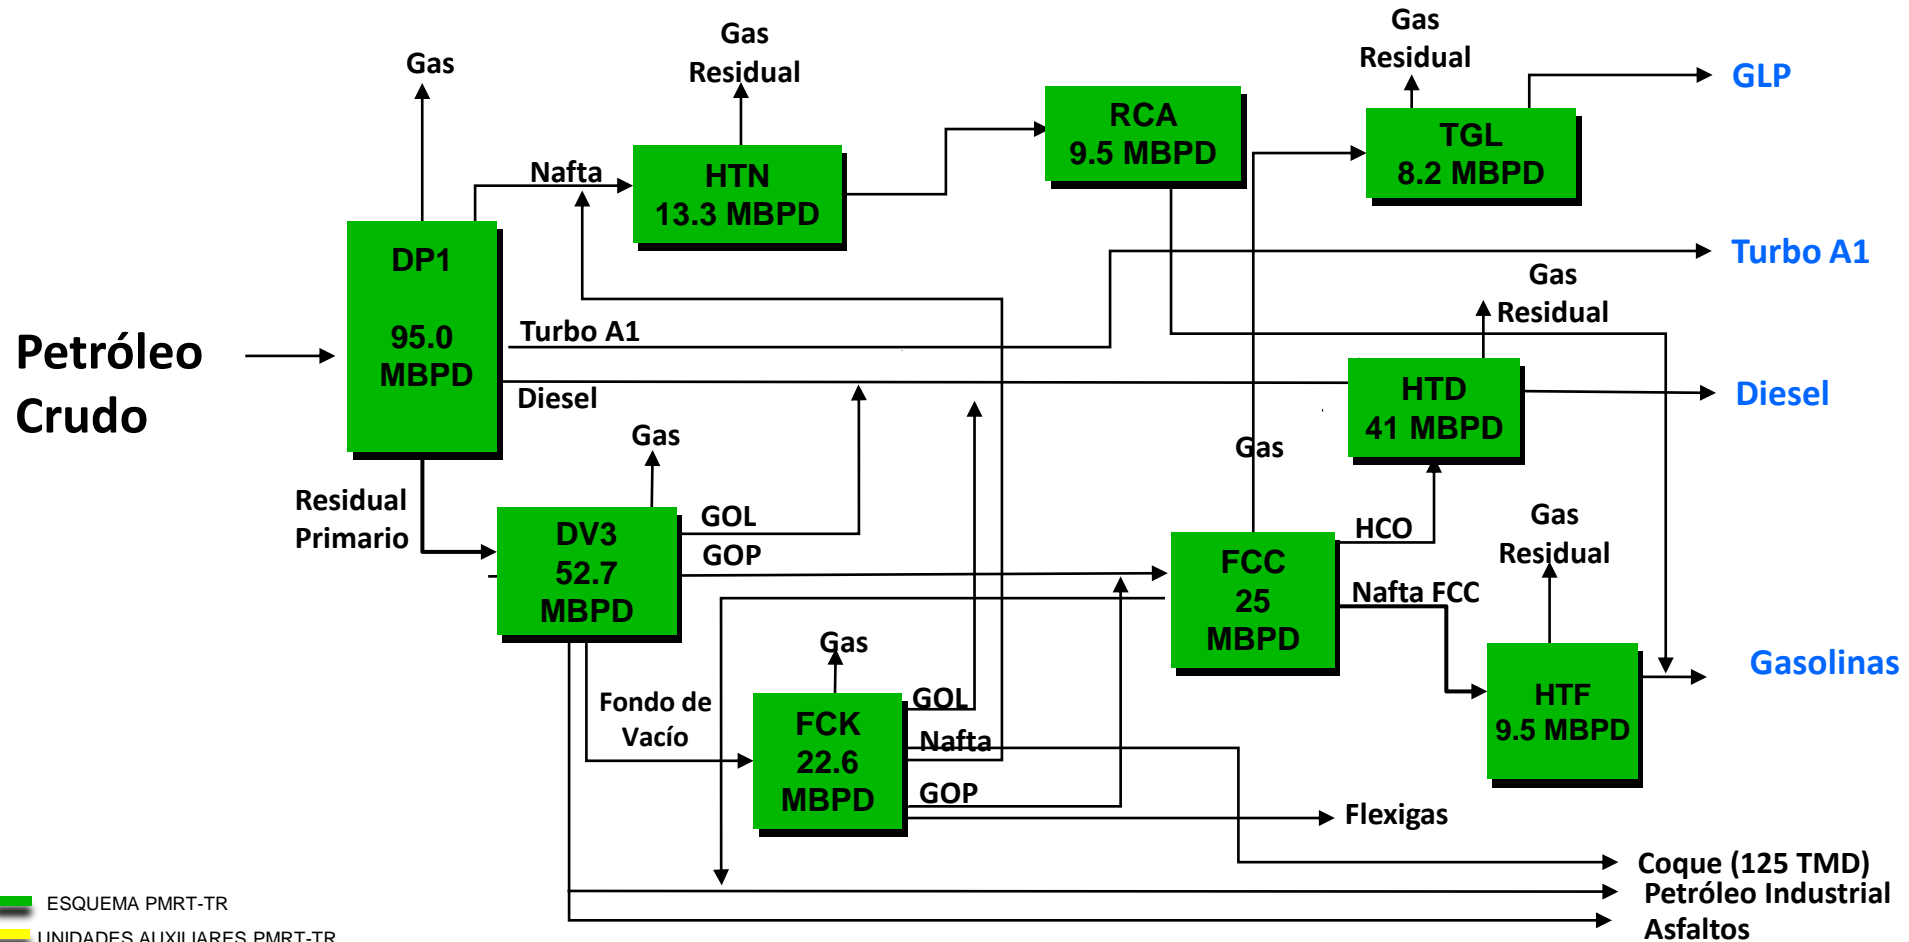 Gas
Residual
Gas
Residual
Gas
GLP
RCA
9.5 MBPD
TGL
8.2 MBPD
Nafta
HTN
13.3 MBPD
DP1
95.0
MBPD
Turbo A1
Gas
Residual
Petróleo
Crudo
Turbo A1
Diesel
HTD
41 MBPD
Diesel
Gas
Gas
Residual
Primario
DV3
52.7
MBPD
GOL
GOP
FCC
25
MBPD
HCO
Nafta FCC
Gas
Residual
Gas
Fondo de
Vacío
FCK
22.6
MBPD
GOL
Nafta
GOP
HTF
9.5 MBPD
Gasolinas
Flexigas
Coque (125 TMD)
Petróleo Industrial
Asfaltos
ESQUEMA PMRT-TR
UNIDADES AUXILIARES PMRT-TR